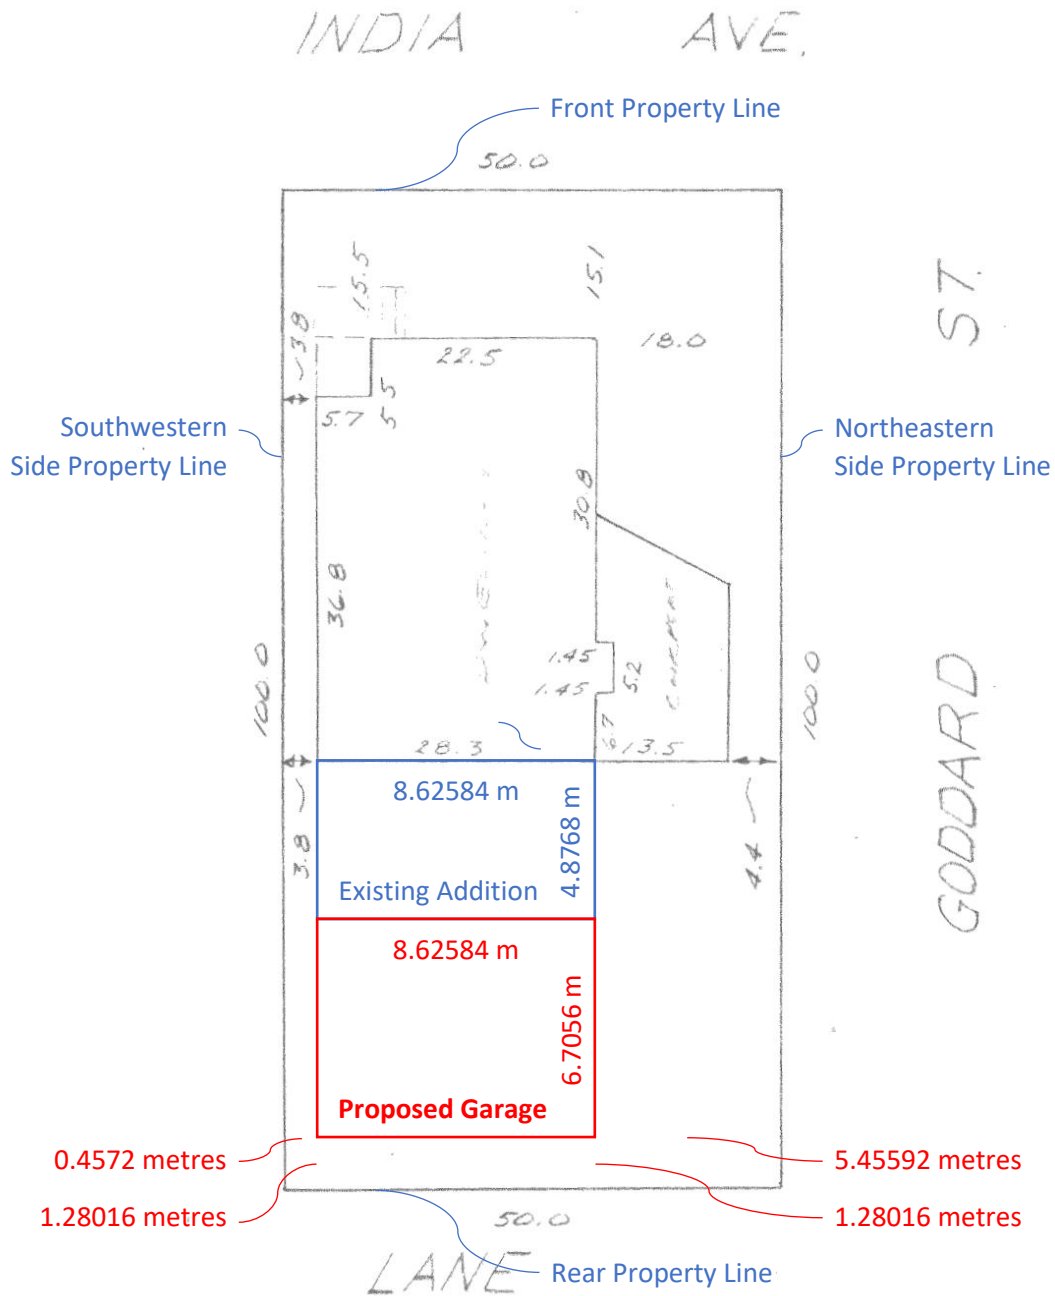 INDIA AVE.
Front Property Line
50.0
15.5
15.1
ST.
3.8
22.5
18.0
5.7
5.5
Southwestern
Side Property Line
Northeastern
Side Property Line
30.8
36.8
1.45
1.45
5.2
100.0
100.0
6.7
28.3
13.5
8.62584 m
4.8768 m
3.8
4.4
GODDARD
Existing Addition
8.62584 m
6.7056 m
Proposed Garage
0.4572 metres
5.45592 metres
1.28016 metres
1.28016 metres
50.0
LANE
Rear Property Line